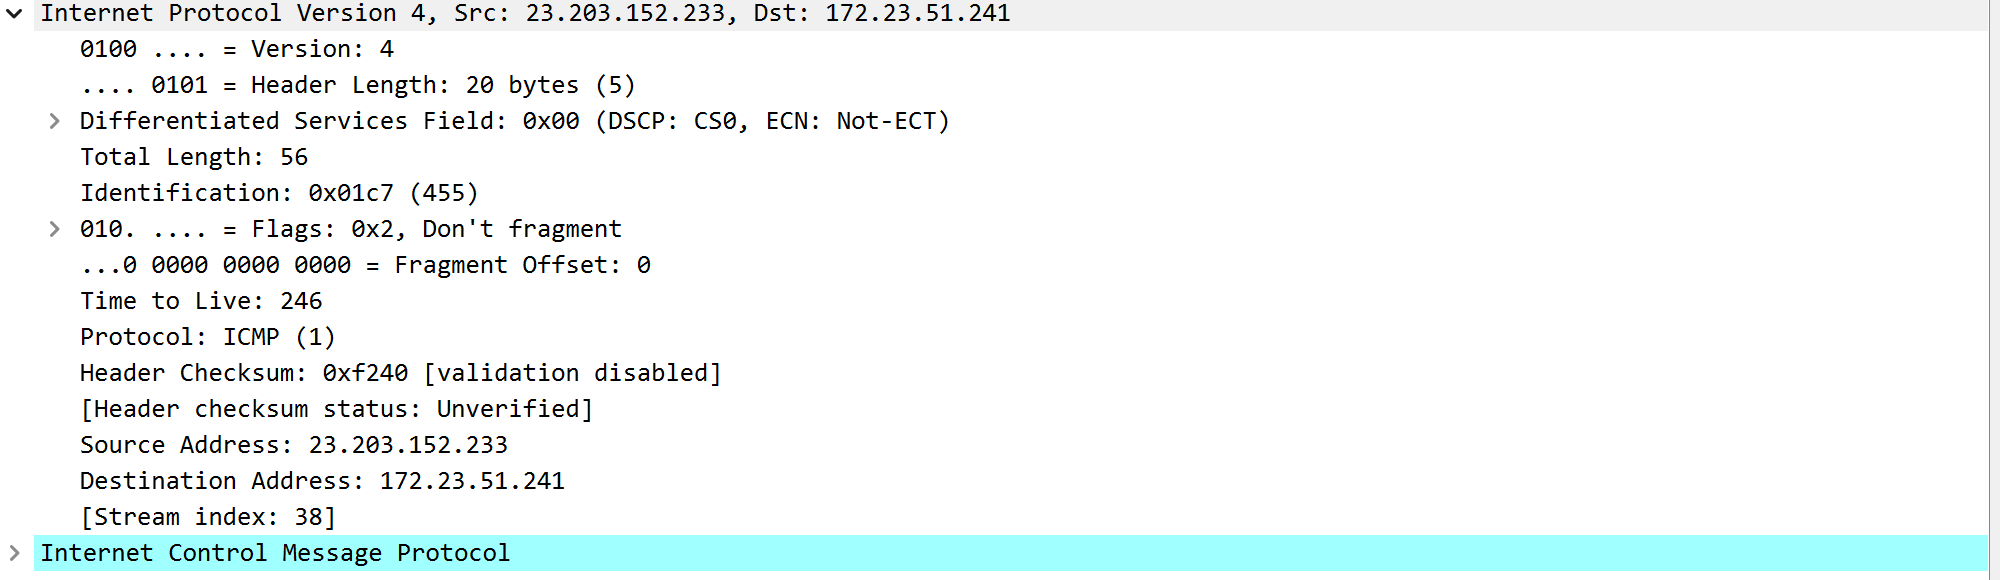 Internet Protocol Version 4, Src: 23.203.152.233, Dst: 172.23.51.241
0100 .... = Version: 4
.... 0101 = Header Length: 20 bytes (5)
Differentiated Services Field: 0x00 (DSCP: CS0, ECN: Not-ECT)
Total Length: 56
Identification: 0x01c7 (455)
010. .... = Flags: 0x2, Don't fragment
...0 0000 0000 0000 = Fragment Offset: 0
Time to Live: 246
Protocol: ICMP (1)
Header Checksum: 0xf240 [validation disabled]
[Header checksum status: Unverified]
Source Address: 23.203.152.233
Destination Address: 172.23.51.241
[Stream index: 38]
Internet Control Message Protocol